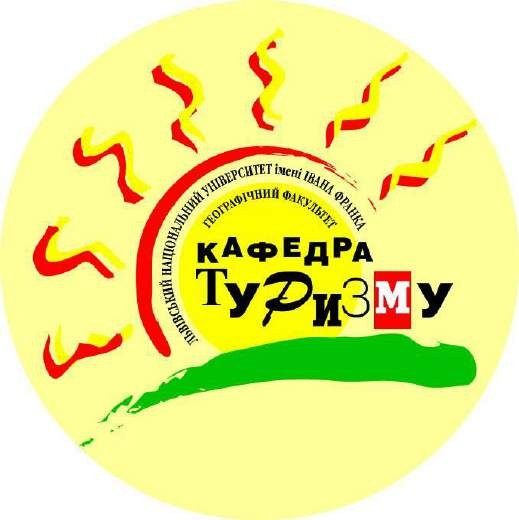 ЛЬВІВСЬКИЙ НАЦІОНАЛЬНИЙ УНІВЕРСИТЕТ імені ІВАНА ФРАНКА
ГЕОГРАФІЧНИЙ ФАКУЛЬТЕТ
КАФЕДРА
ТУРИЗМУ